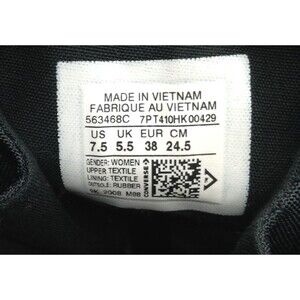 MADE IN VIETNAM
FABRIQUE AU VIETNAM
563468C 7PT410HK00429
US UK EUR CM
7.5 5.5 38 24.5
GENDER: WOMEN
UPPER: TEXTILE
LINING: TEXTILE
OUTSOLE: RUBBER
CONVERSE